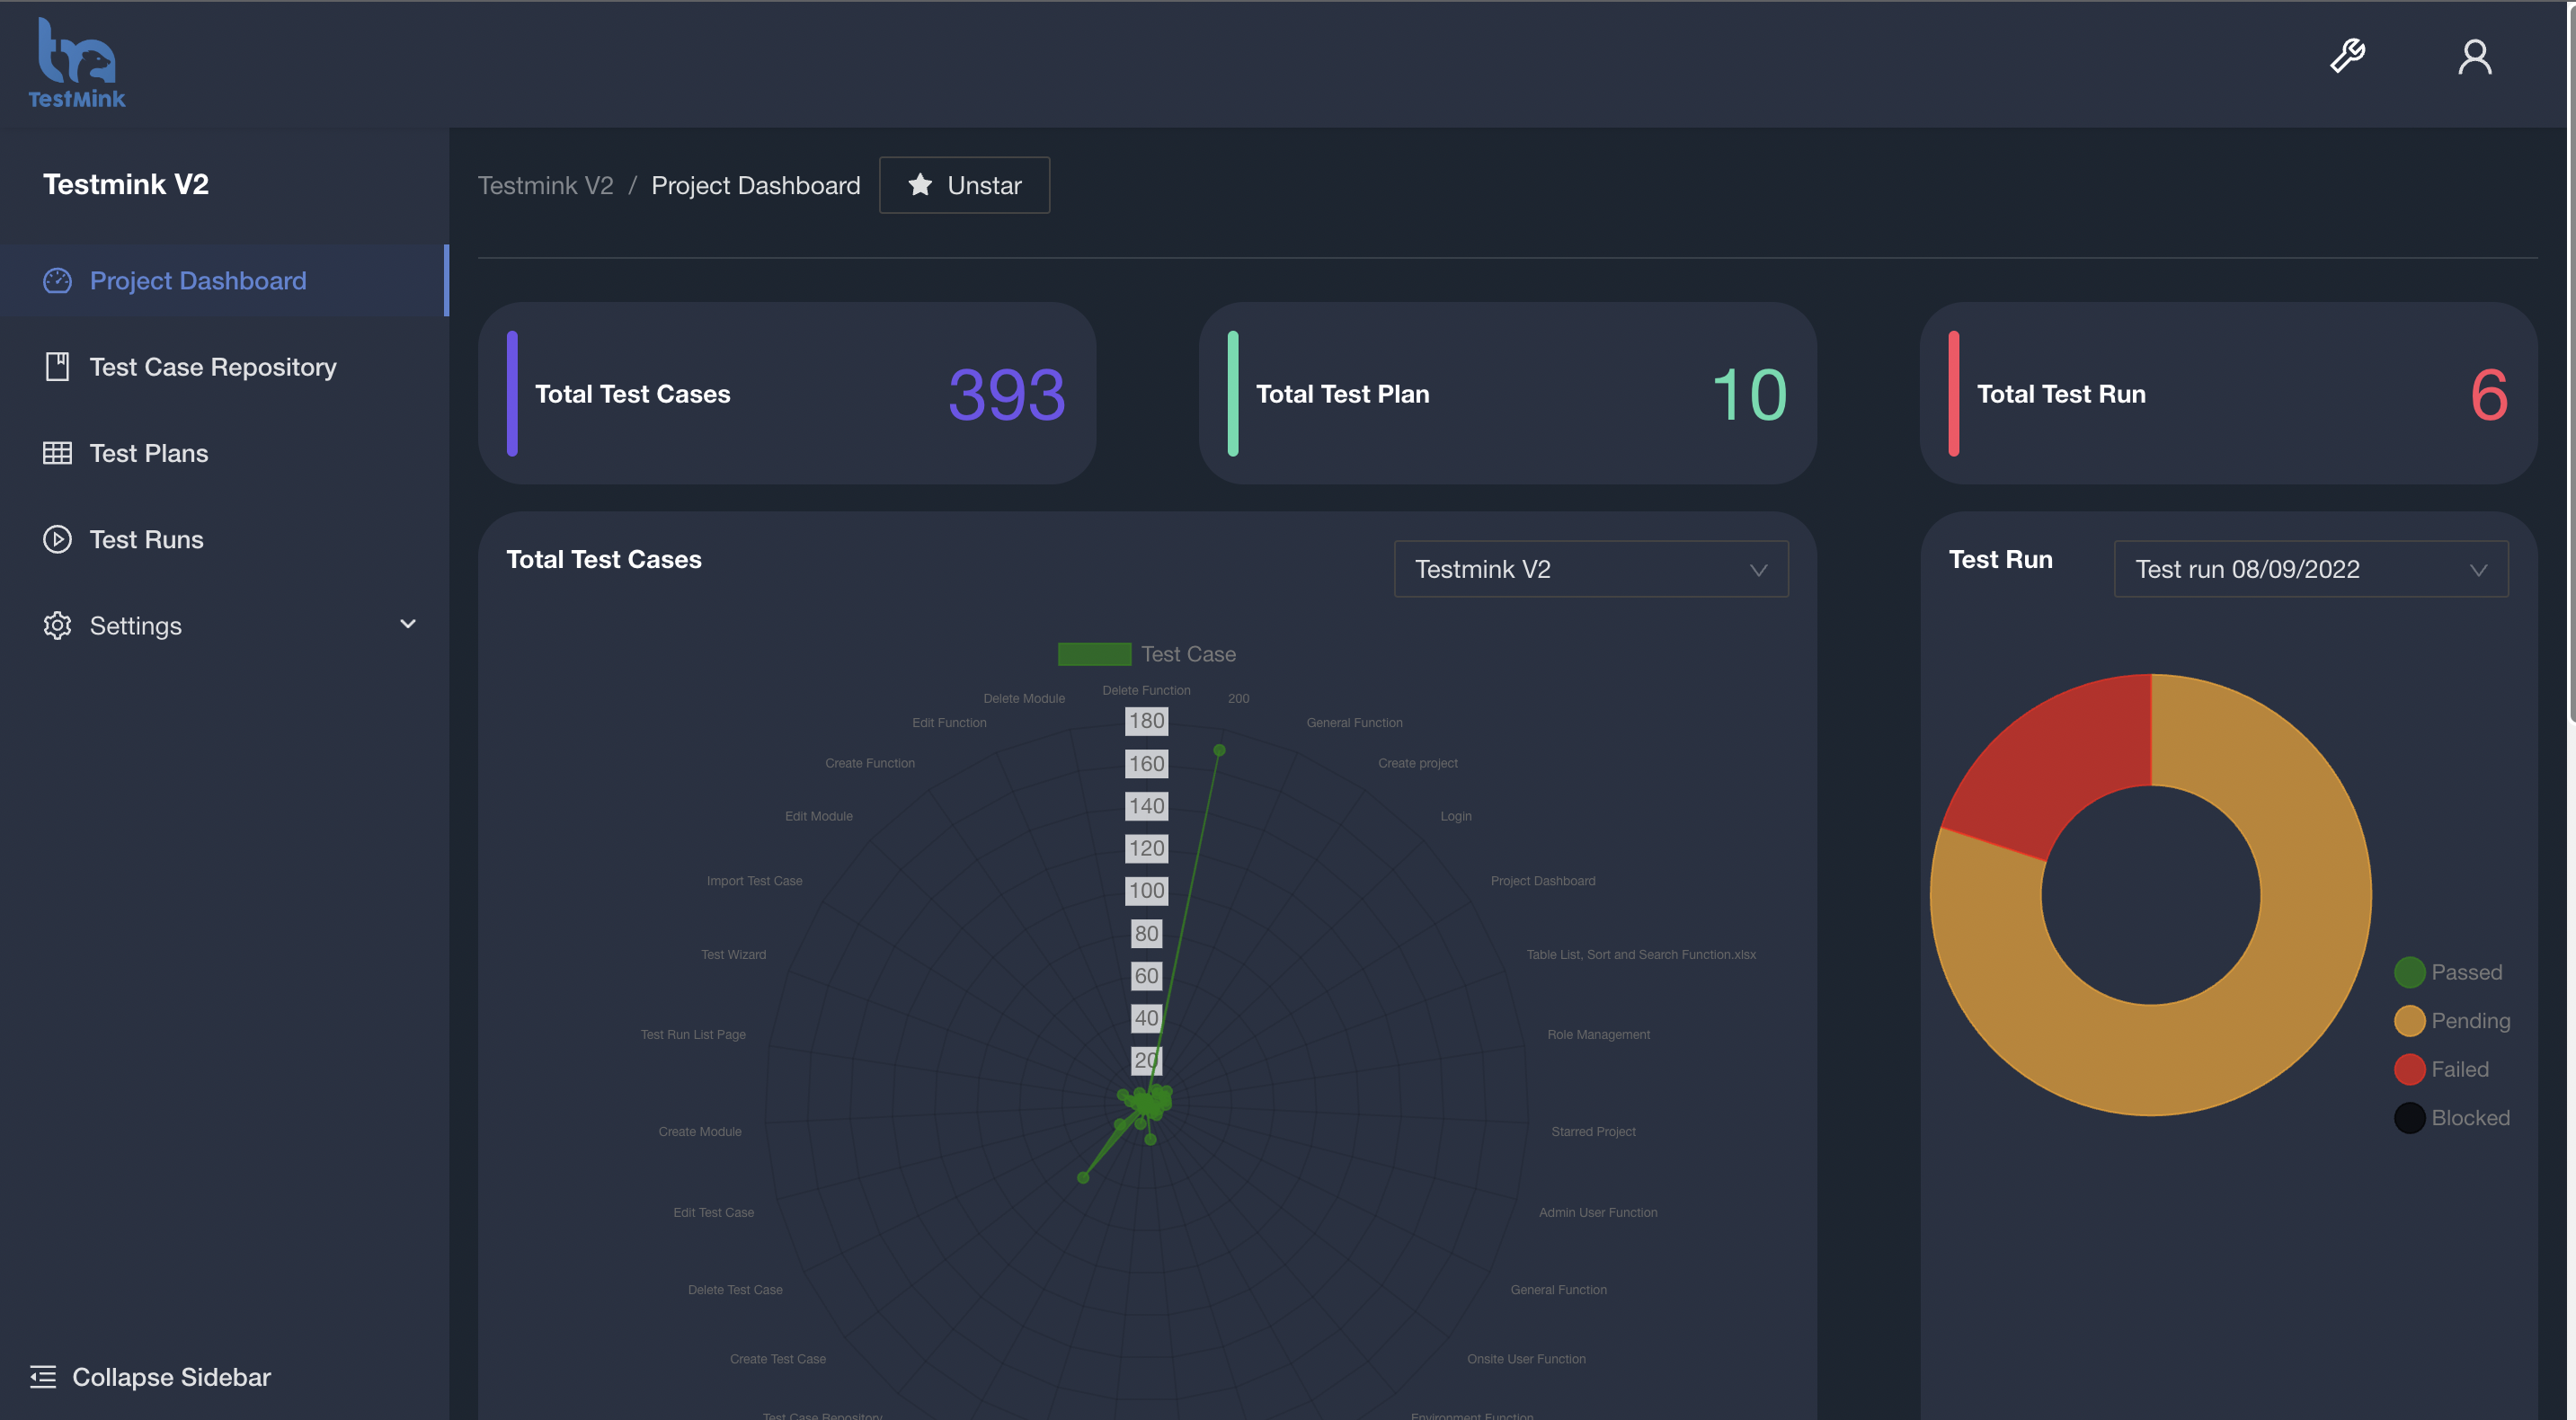 TestMink
Testmink V2
Project Dashboard
Test Case Repository
Test Plans
Test Runs
Settings
Collapse Sidebar
Testmink V2 / Project Dashboard
Unstar
Total Test Cases
393
Total Test Plan
10
Total Test Run
6
Total Test Cases
Testmink V2
Test Case
Delete Function
200
General Function
Create project
Login
Project Dashboard
Table List, Sort and Search Function.xlsx
Role Management
Starred Project
Admin User Function
General Function
Onsite User Function
Environment Function
Test Case Repository
Create Test Case
Delete Test Case
Edit Test Case
Create Module
Test Run List Page
Test Wizard
Import Test Case
Edit Module
Create Function
Edit Function
Delete Module
180
160
140
120
100
80
60
40
20
Test Run
Test run 08/09/2022
Passed
Pending
Failed
Blocked